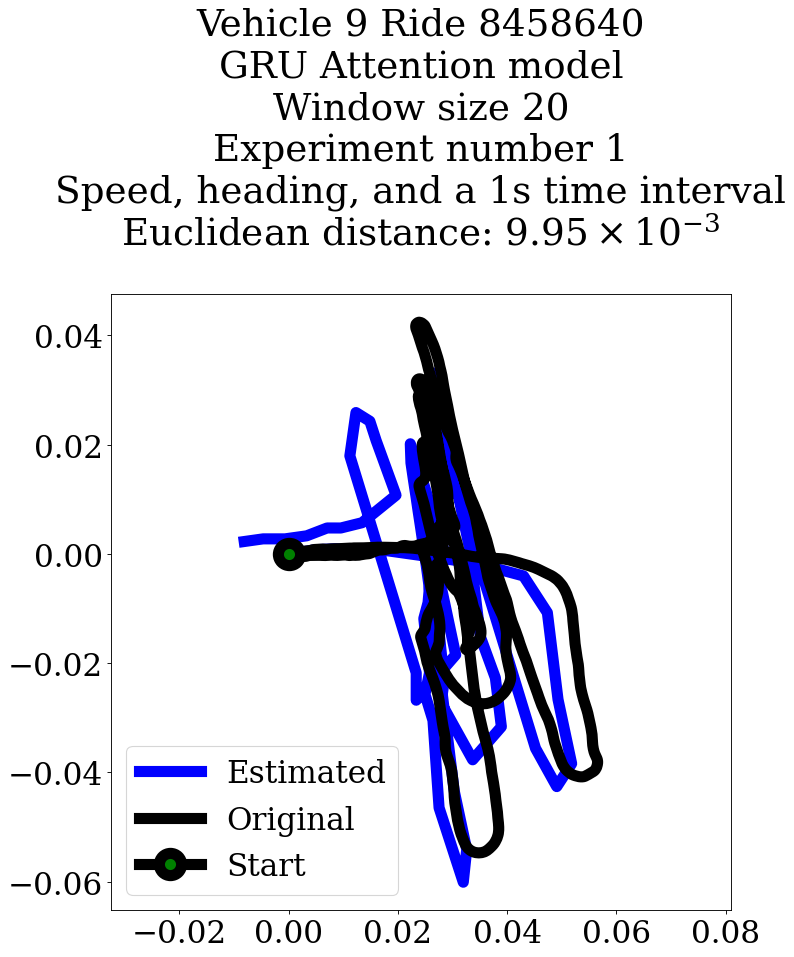 Vehicle 9 Ride 8458640
GRU Attention model
Window size 20
Experiment number 1
Speed, heading, and a 1s time interval
Euclidean distance: 9.95 × 10⁻³
0.04
0.02
0.00
−0.02
−0.04
−0.06
Estimated
Original
Start
−0.02 0.00 0.02 0.04 0.06 0.08